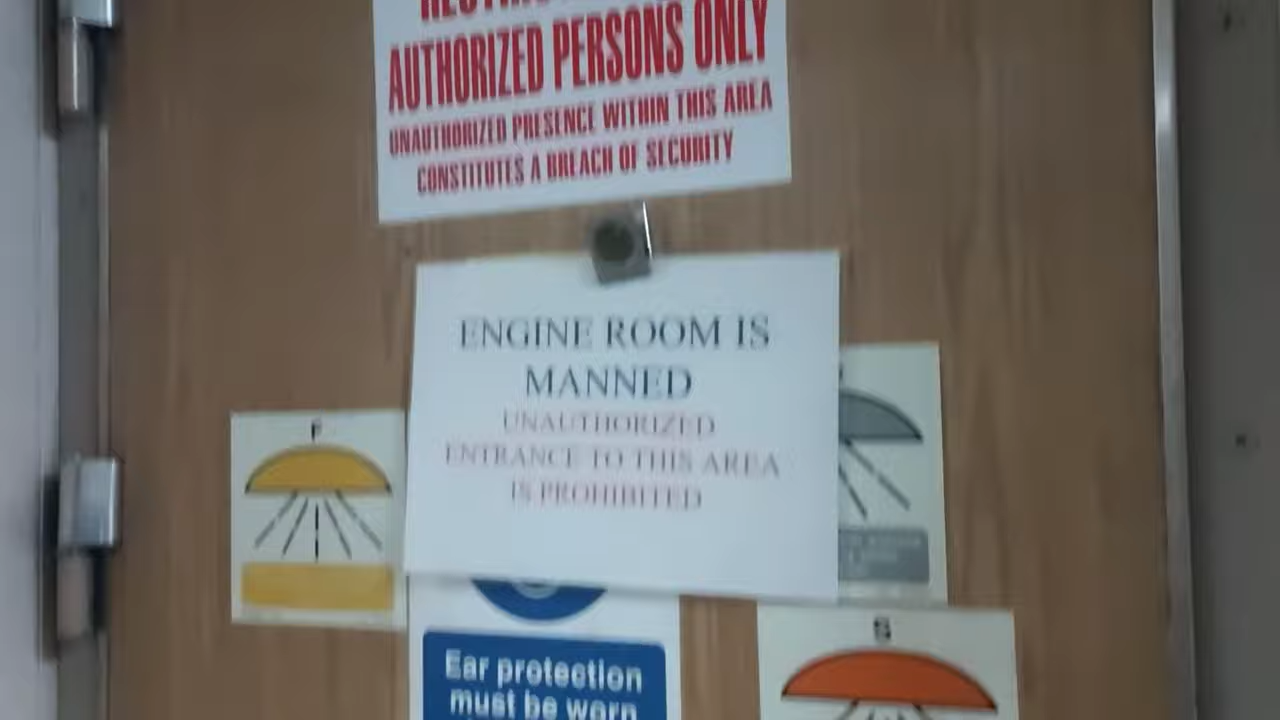 AUTHORIZED PERSONS ONLY
UNAUTHORIZED PRESENCE WITHIN THIS AREA
CONSTITUTES A BREACH OF SECURITY
ENGINE ROOM IS
MANNED
UNAUTHORIZED
ENTRANCE TO THIS AREA
IS PROHIBITED
F
S
Ear protection
must be worn